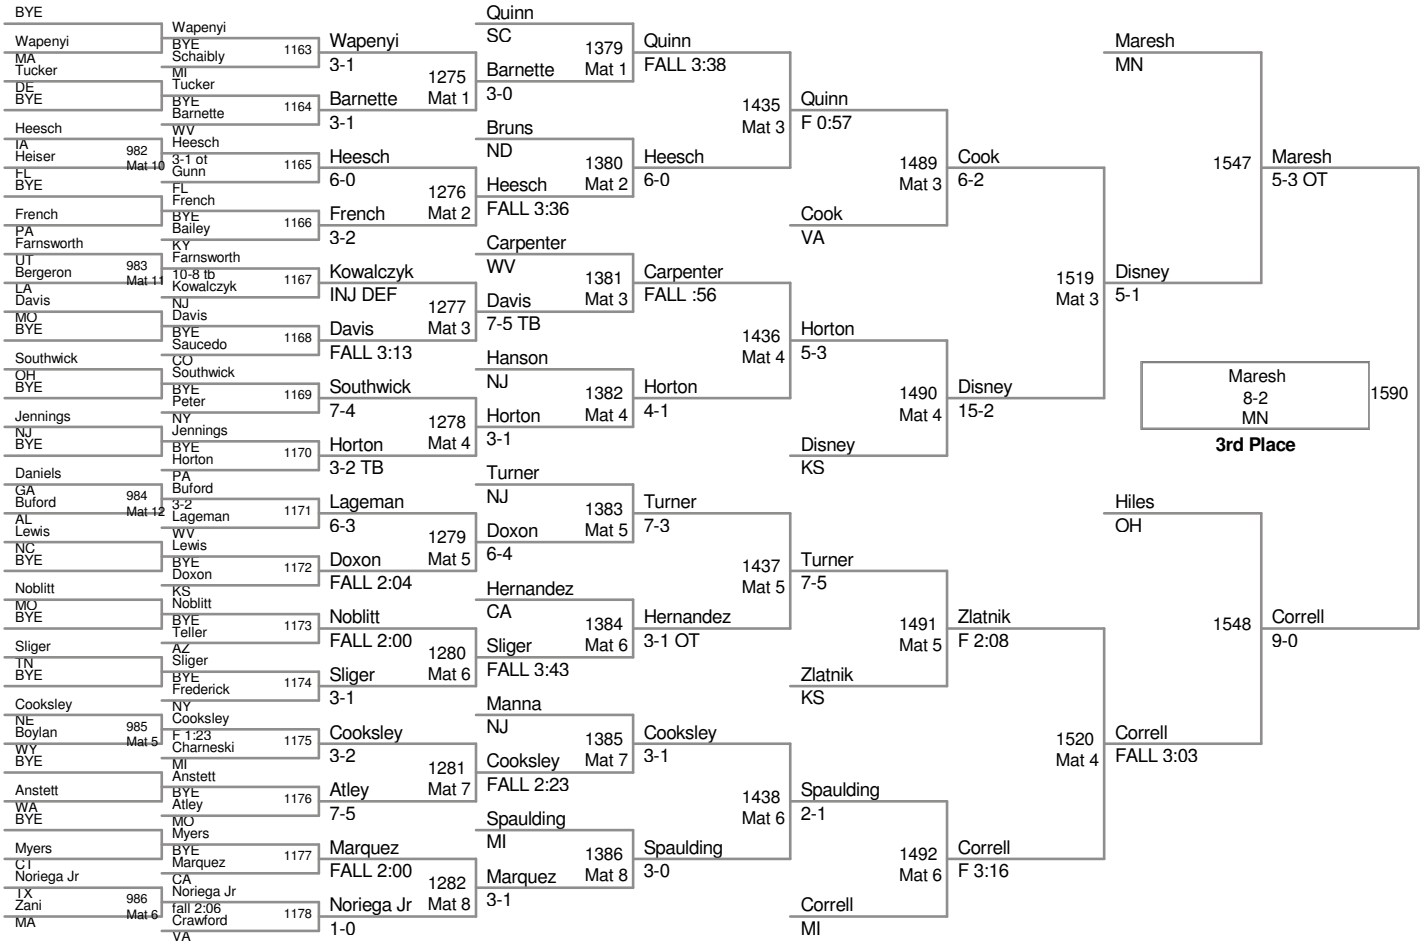 BYE
Wapenyi
MA
Tucker
DE
BYE
Heesch
IA
982
Heiser
Mat 10
FL
BYE
French
PA
Farnsworth
UT
983
Bergeron
Mat 11
LA
Davis
MO
BYE
Southwick
OH
BYE
Jennings
NJ
BYE
Daniels
GA
984
Buford
Mat 12
AL
Lewis
NC
BYE
Noblitt
MO
BYE
Sliger
TN
BYE
Cooksley
NE
985
Boylan
Mat 5
WY
BYE
Anstett
WA
BYE
Myers
CT
Noriega Jr
TX
986
Zani
Mat 6
MA
Wapenyi
BYE
1163
Schaibly
MI
Tucker
BYE
1164
Barnette
WV
Heesch
3-1 ot
1165
Gunn
FL
French
BYE
1166
Bailey
KY
Farnsworth
10-8 tb
1167
Kowalczyk
NJ
Davis
BYE
1168
Saucedo
CO
Southwick
BYE
1169
Peter
NY
Jennings
BYE
1170
Horton
PA
Buford
3-2
1171
Lageman
WV
Lewis
BYE
1172
Doxon
KS
Noblitt
BYE
1173
Teller
AZ
Sliger
BYE
1174
Frederick
NY
Cooksley
F 1:23
1175
Charneski
MI
Anstett
BYE
1176
Atley
MO
Myers
BYE
1177
Marquez
CA
Noriega Jr
fall 2:06
1178
Crawford
VA
Wapenyi
3-1
1275
Mat 1
Barnette
3-1
Heesch
6-0
1276
Mat 2
French
3-2
Kowalczyk
INJ DEF
1277
Mat 3
Davis
FALL 3:13
Southwick
7-4
1278
Mat 4
Horton
3-2 TB
Lageman
6-3
1279
Mat 5
Doxon
FALL 2:04
Noblitt
FALL 2:00
1280
Mat 6
Sliger
3-1
Cooksley
3-2
1281
Mat 7
Atley
7-5
Marquez
FALL 2:00
1282
Mat 8
Noriega Jr
1-0
Quinn
SC
1379
Mat 1
Barnette
3-0
Bruns
ND
1380
Mat 2
Heesch
FALL 3:36
Carpenter
WV
1381
Mat 3
Davis
7-5 TB
Hanson
NJ
1382
Mat 4
Horton
3-1
Turner
NJ
1383
Mat 5
Doxon
6-4
Hernandez
CA
1384
Mat 6
Sliger
FALL 3:43
Manna
NJ
1385
Mat 7
Cooksley
FALL 2:23
Spaulding
MI
1386
Mat 8
Marquez
3-1
Quinn
FALL 3:38
1435
Mat 3
Heesch
6-0
Carpenter
FALL :56
1436
Mat 4
Horton
4-1
Turner
7-3
1437
Mat 5
Hernandez
3-1 OT
Cooksley
3-1
1438
Mat 6
Spaulding
3-0
Quinn
F 0:57
1489
Mat 3
Cook
VA
Horton
5-3
1490
Mat 4
Disney
KS
Turner
7-5
1491
Mat 5
Zlatnik
KS
Spaulding
2-1
1492
Mat 6
Correll
MI
Cook
6-2
1519
Mat 3
Disney
15-2
Zlatnik
F 2:08
1520
Mat 4
Correll
F 3:16
Maresh
MN
1547
Disney
5-1
Hiles
OH
1548
Correll
FALL 3:03
Maresh
5-3 OT
Correll
9-0
Maresh
8-2
MN
1590
3rd Place